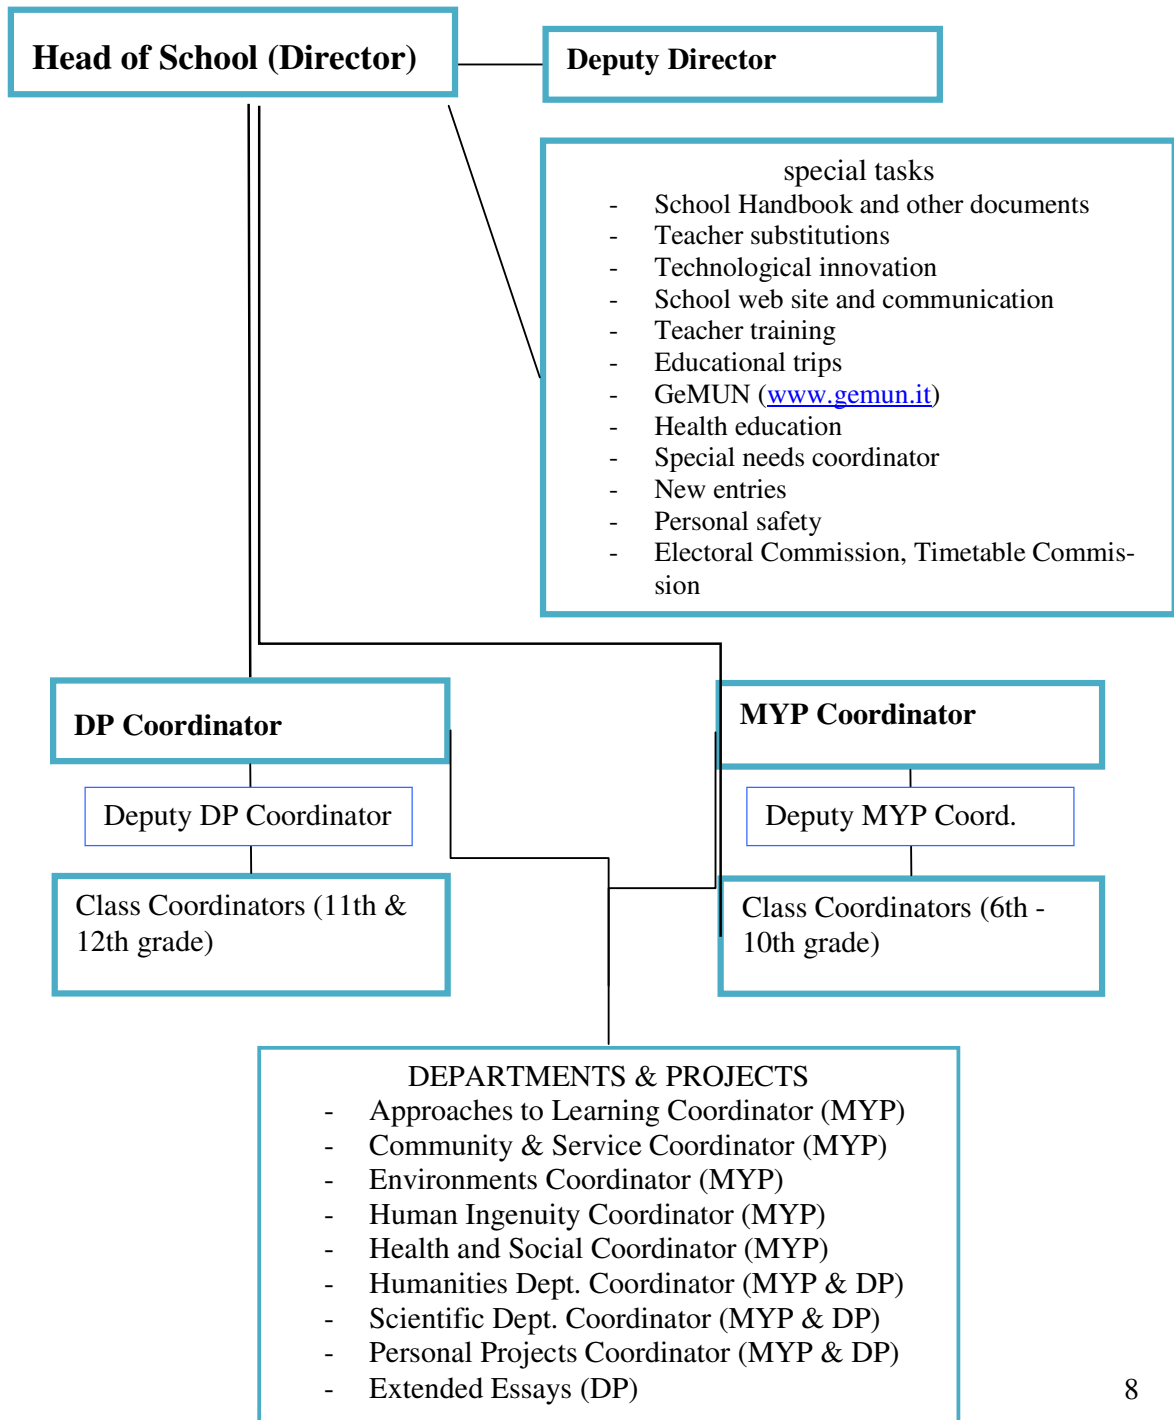 Head of School (Director)
Deputy Director
special tasks
- School Handbook and other documents
- Teacher substitutions
- Technological innovation
- School web site and communication
- Teacher training
- Educational trips
- GeMUN (www.gemun.it)
- Health education
- Special needs coordinator
- New entries
- Personal safety
- Electoral Commission, Timetable Commis-
sion
DP Coordinator
MYP Coordinator
Deputy DP Coordinator
Deputy MYP Coord.
Class Coordinators (11th &
12th grade)
Class Coordinators (6th -
10th grade)
DEPARTMENTS & PROJECTS
- Approaches to Learning Coordinator (MYP)
- Community & Service Coordinator (MYP)
- Environments Coordinator (MYP)
- Human Ingenuity Coordinator (MYP)
- Health and Social Coordinator (MYP)
- Humanities Dept. Coordinator (MYP & DP)
- Scientific Dept. Coordinator (MYP & DP)
- Personal Projects Coordinator (MYP & DP)
- Extended Essays (DP)
8